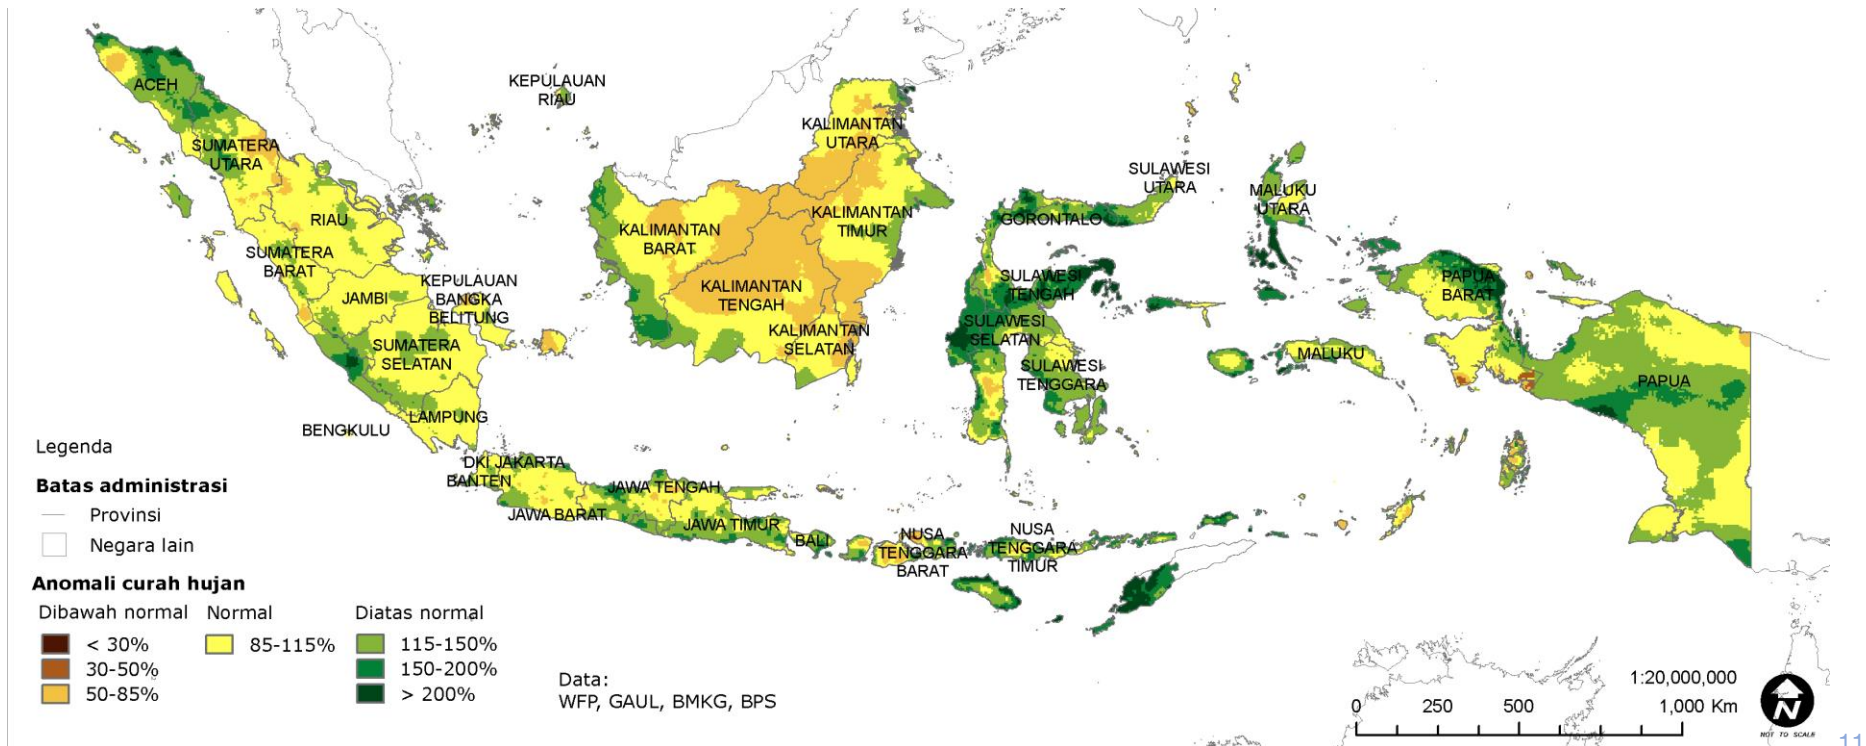 ACEH
SUMATERA
UTARA
RIAU
SUMATERA
BARAT
JAMBI
KEPULAUAN
BANGKA
BELITUNG
SUMATERA
SELATAN
LAMPUNG
BENGKULU
KEPULAUAN
RIAU
KALIMANTAN
UTARA
KALIMANTAN
BARAT
KALIMANTAN
TIMUR
KALIMANTAN
TENGAH
KALIMANTAN
SELATAN
SULAWESI
UTARA
GORONTALO
SULAWESI
TENGAH
SULAWESI
SELATAN
SULAWESI
TENGGARA
MALUKU
UTARA
MALUKU
PAPUA
BARAT
PAPUA
DKI JAKARTA
BANTEN
JAWA BARAT
JAWA TENGAH
JAWA TIMUR
BALI
NUSA
TENGGARA
BARAT
NUSA
TENGGARA
TIMUR
Legenda
Batas administrasi
Provinsi
Negara lain
Anomali curah hujan
Dibawah normal
< 30%
30-50%
50-85%
Normal
85-115%
Diatas normal
115-150%
150-200%
> 200%
Data:
WFP, GAUL, BMKG, BPS
1:20,000,000
0 250 500 1,000 Km
N
NOT TO SCALE
11